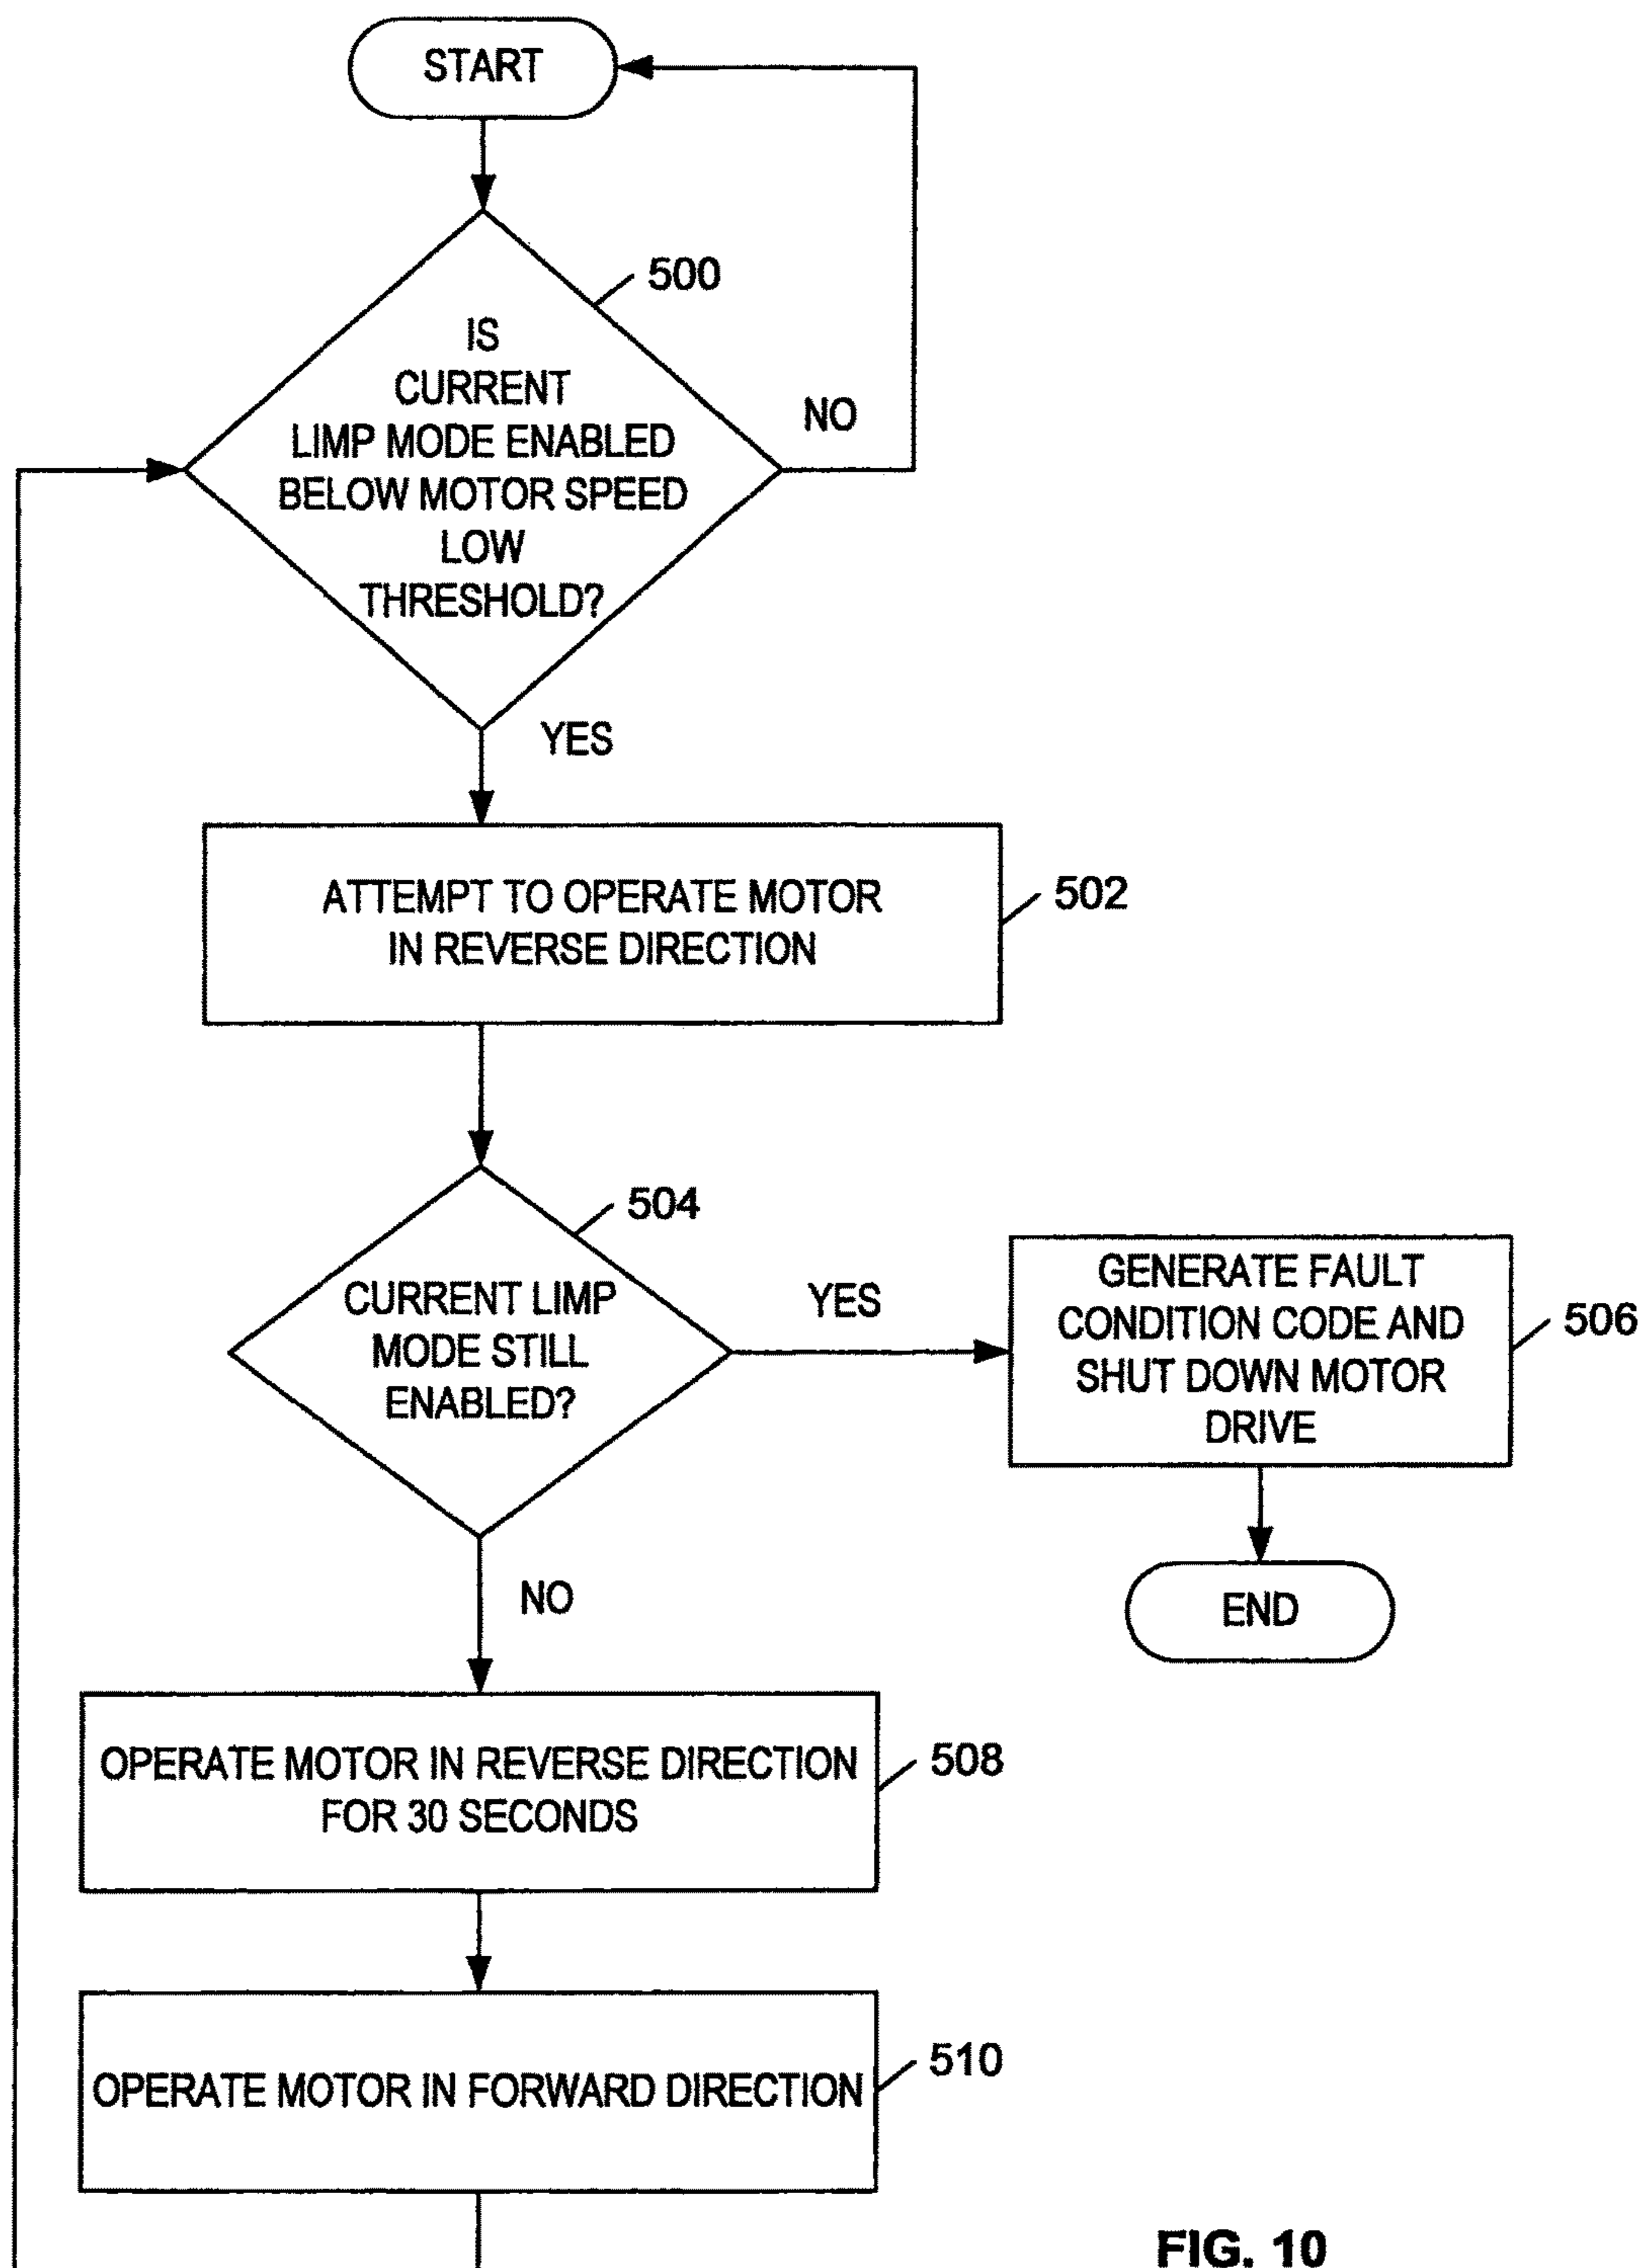 START
500
IS
CURRENT
LIMP MODE ENABLED
BELOW MOTOR SPEED
LOW
THRESHOLD?
NO
YES
ATTEMPT TO OPERATE MOTOR
IN REVERSE DIRECTION
502
504
CURRENT LIMP
MODE STILL
ENABLED?
YES
GENERATE FAULT
CONDITION CODE AND
SHUT DOWN MOTOR
DRIVE
506
END
NO
OPERATE MOTOR IN REVERSE DIRECTION
FOR 30 SECONDS
508
OPERATE MOTOR IN FORWARD DIRECTION
510
FIG. 10